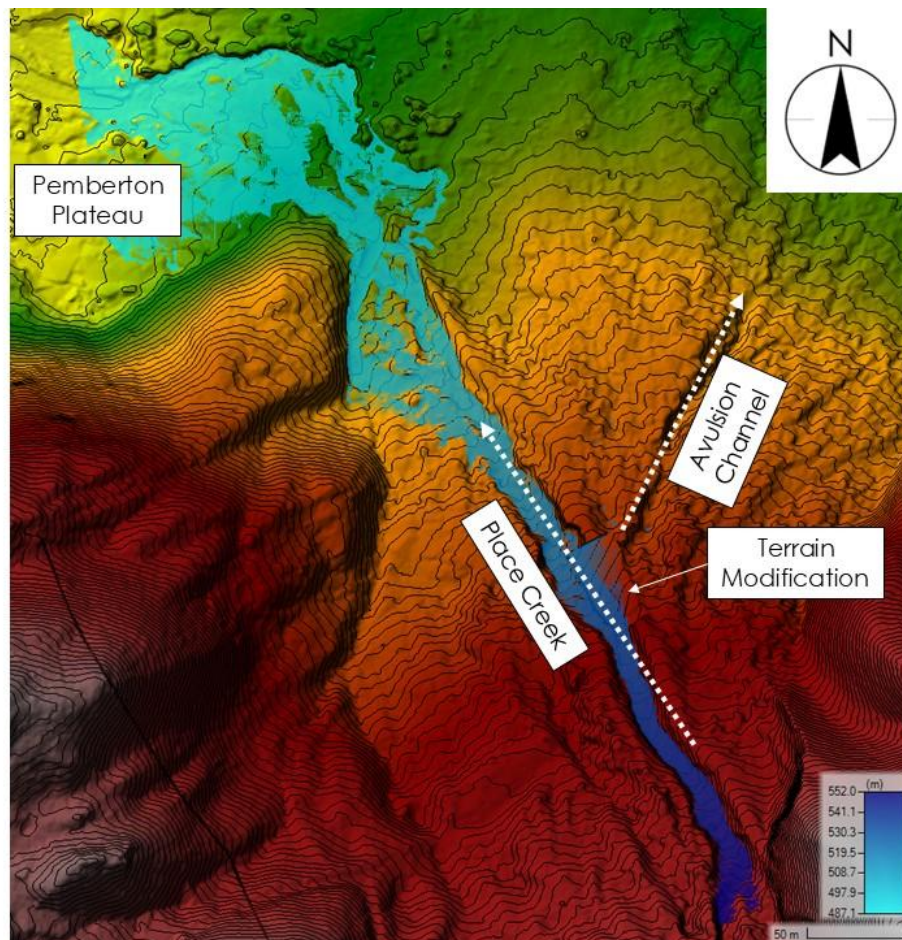 N
Pemberton
Plateau
Avulsion
Channel
Place Creek
Terrain
Modification
(m)
552.0
541.1
530.3
519.5
508.7
497.9
487.1
50 m